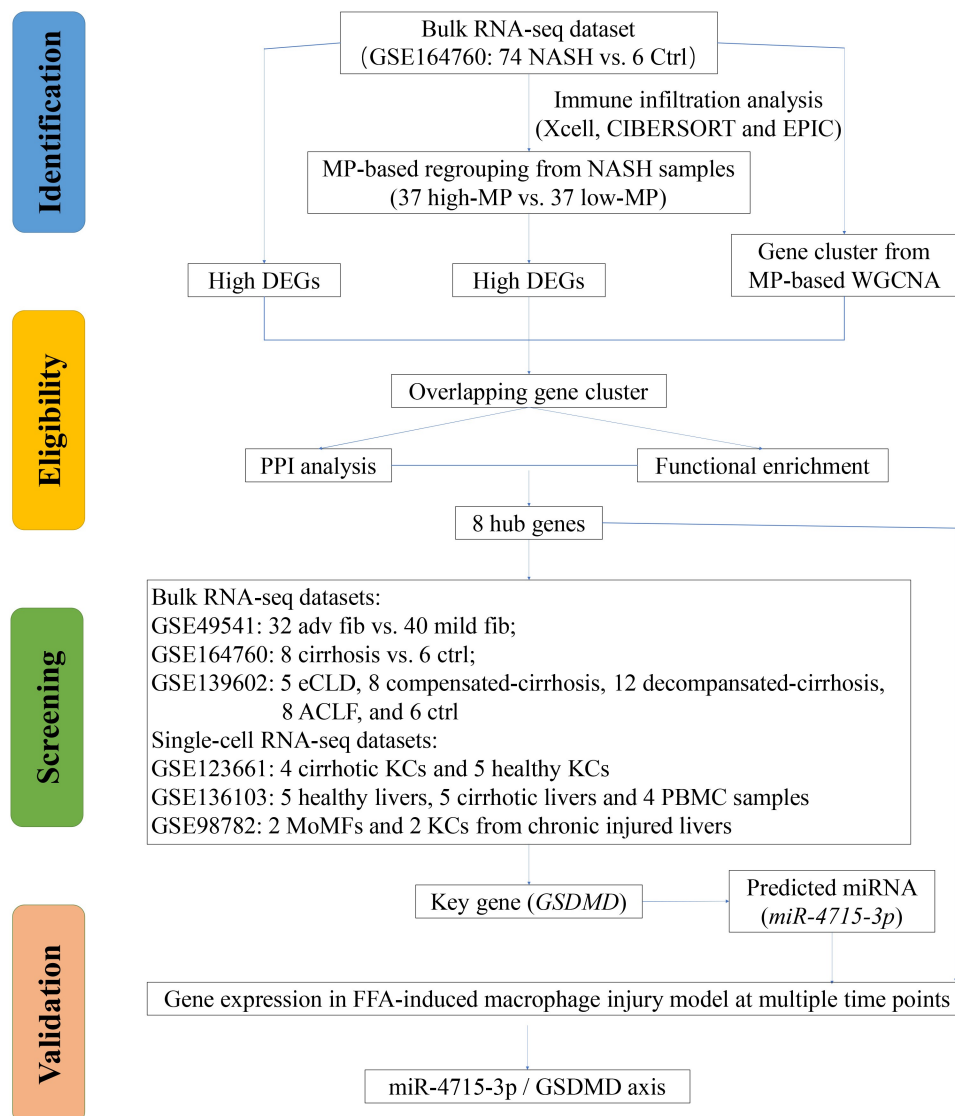 Identification
Bulk RNA-seq dataset
(GSE164760: 74 NASH vs. 6 Ctrl)
Immune infiltration analysis
(Xcell, CIBERSORT and EPIC)
MP-based regrouping from NASH samples
(37 high-MP vs. 37 low-MP)
High DEGs
High DEGs
Gene cluster from
MP-based WGCNA
Eligibility
Overlapping gene cluster
PPI analysis
Functional enrichment
8 hub genes
Screening
Bulk RNA-seq datasets:
GSE49541: 32 adv fib vs. 40 mild fib;
GSE164760: 8 cirrhosis vs. 6 ctrl;
GSE139602: 5 eCLD, 8 compensated-cirrhosis, 12 decompansated-cirrhosis,
8 ACLF, and 6 ctrl
Single-cell RNA-seq datasets:
GSE123661: 4 cirrhotic KCs and 5 healthy KCs
GSE136103: 5 healthy livers, 5 cirrhotic livers and 4 PBMC samples
GSE98782: 2 MoMFs and 2 KCs from chronic injured livers
Key gene (GSDMD)
Predicted miRNA
(miR-4715-3p)
Validation
Gene expression in FFA-induced macrophage injury model at multiple time points
miR-4715-3p / GSDMD axis